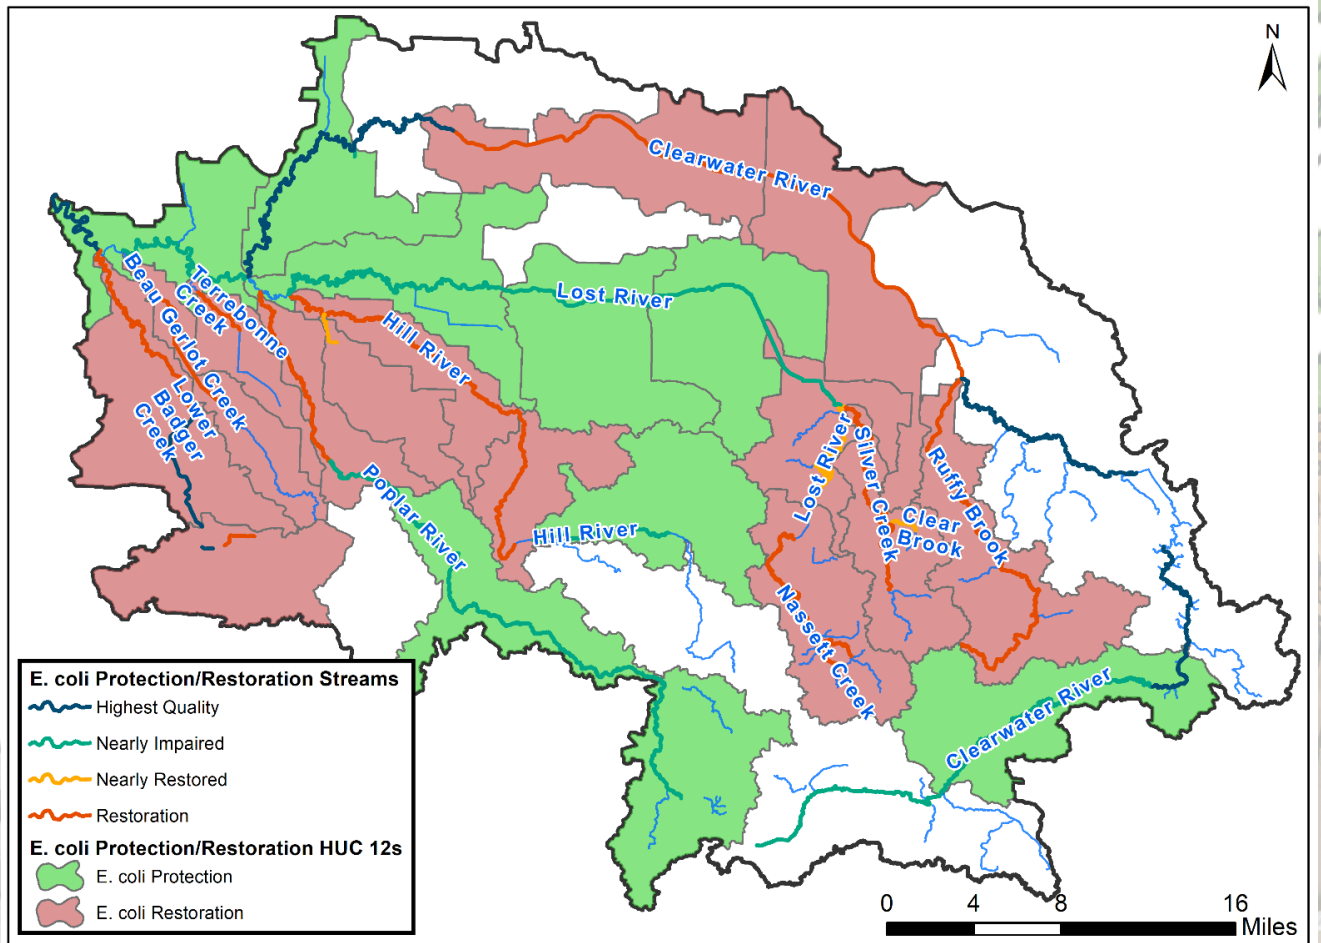 N
Clearwater River
Beau Gerlot Creek
Terrebonne
Creek
Lost River
Hill River
Lower
Badger
Creek
Poplar River
Hill River
Lost River
Silver Creek
Clear
Brook
Ruffy Brook
Nassett Creek
Clearwater River
E. coli Protection/Restoration Streams
Highest Quality
Nearly Impaired
Nearly Restored
Restoration
E. coli Protection/Restoration HUC 12s
E. coli Protection
E. coli Restoration
0 4 8 16
Miles